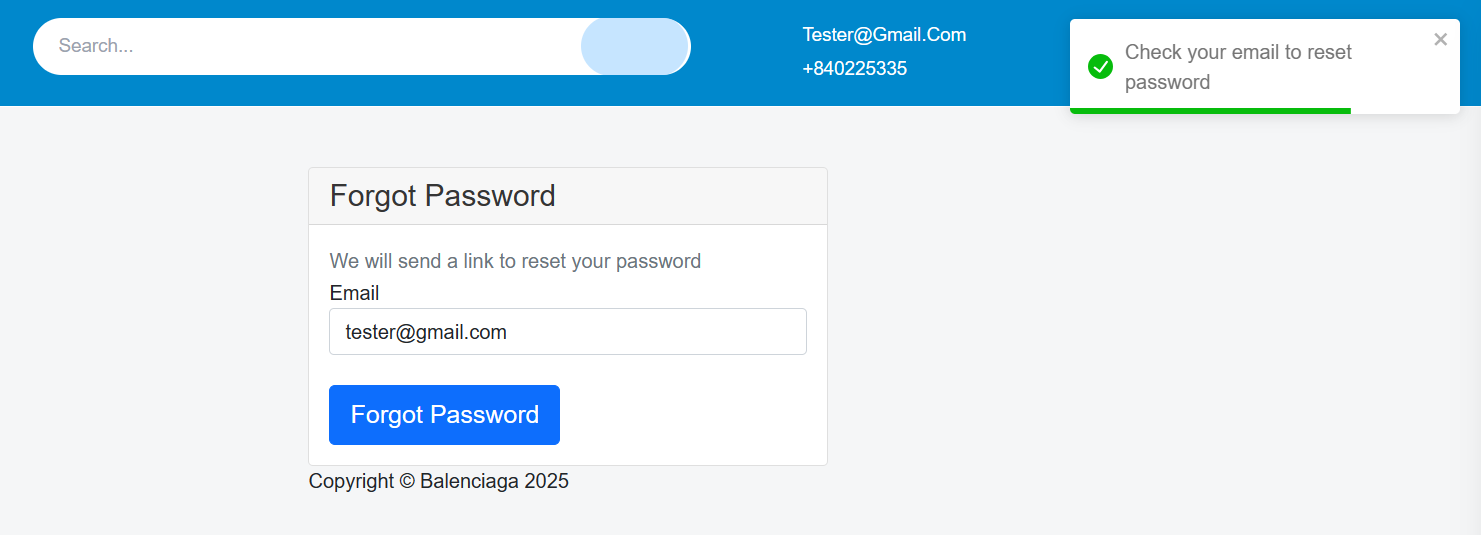 Search...
Tester@Gmail.Com
+840225335
Check your email to reset
password
Forgot Password
We will send a link to reset your password
Email
tester@gmail.com
Forgot Password
Copyright © Balenciaga 2025